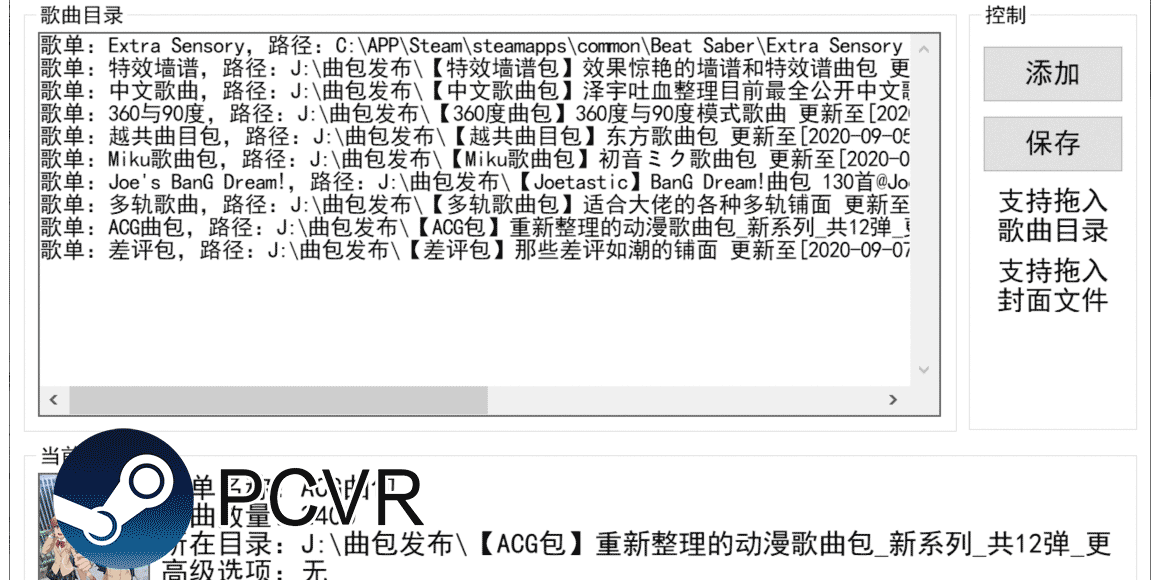 歌曲目录
歌单：Extra Sensory，路径：C:\APP\Steam\steamapps\common\Beat Saber\Extra Sensory
歌单：特效墙谱，路径：J:\曲包发布\【特效墙谱包】效果惊艳的墙谱和特效谱曲包 更
歌单：中文歌曲，路径：J:\曲包发布\【中文歌曲包】泽宇吐血整理目前最全公开中文歌
歌单：360与90度，路径：J:\曲包发布\【360度曲包】360度与90度模式歌曲 更新至[202
歌单：越共曲目包，路径：J:\曲包发布\【越共曲目包】东方歌曲包 更新至[2020-09-05
歌单：Miku歌曲包，路径：J:\曲包发布\【Miku歌曲包】初音ミク歌曲包 更新至[2020-0
歌单：Joe's BanG Dream!，路径：J:\曲包发布\【Joetastic】BanG Dream!曲包_130首@Jo
歌单：多轨歌曲，路径：J:\曲包发布\【多轨歌曲包】适合大佬的各种多轨铺面 更新至
歌单：ACG曲包，路径：J:\曲包发布\【ACG包】重新整理的动漫歌曲包_新系列_共12弹_
歌单：差评包，路径：J:\曲包发布\【差评包】那些差评如潮的铺面 更新至[2020-09-07
控制
添加
保存
支持拖入
歌曲目录
支持拖入
封面文件
当前
单名称：ACG曲包
曲数量：
PCVR
所在目录：J:\曲包发布\【ACG包】重新整理的动漫歌曲包_新系列_共12弹_更
高级选项：无